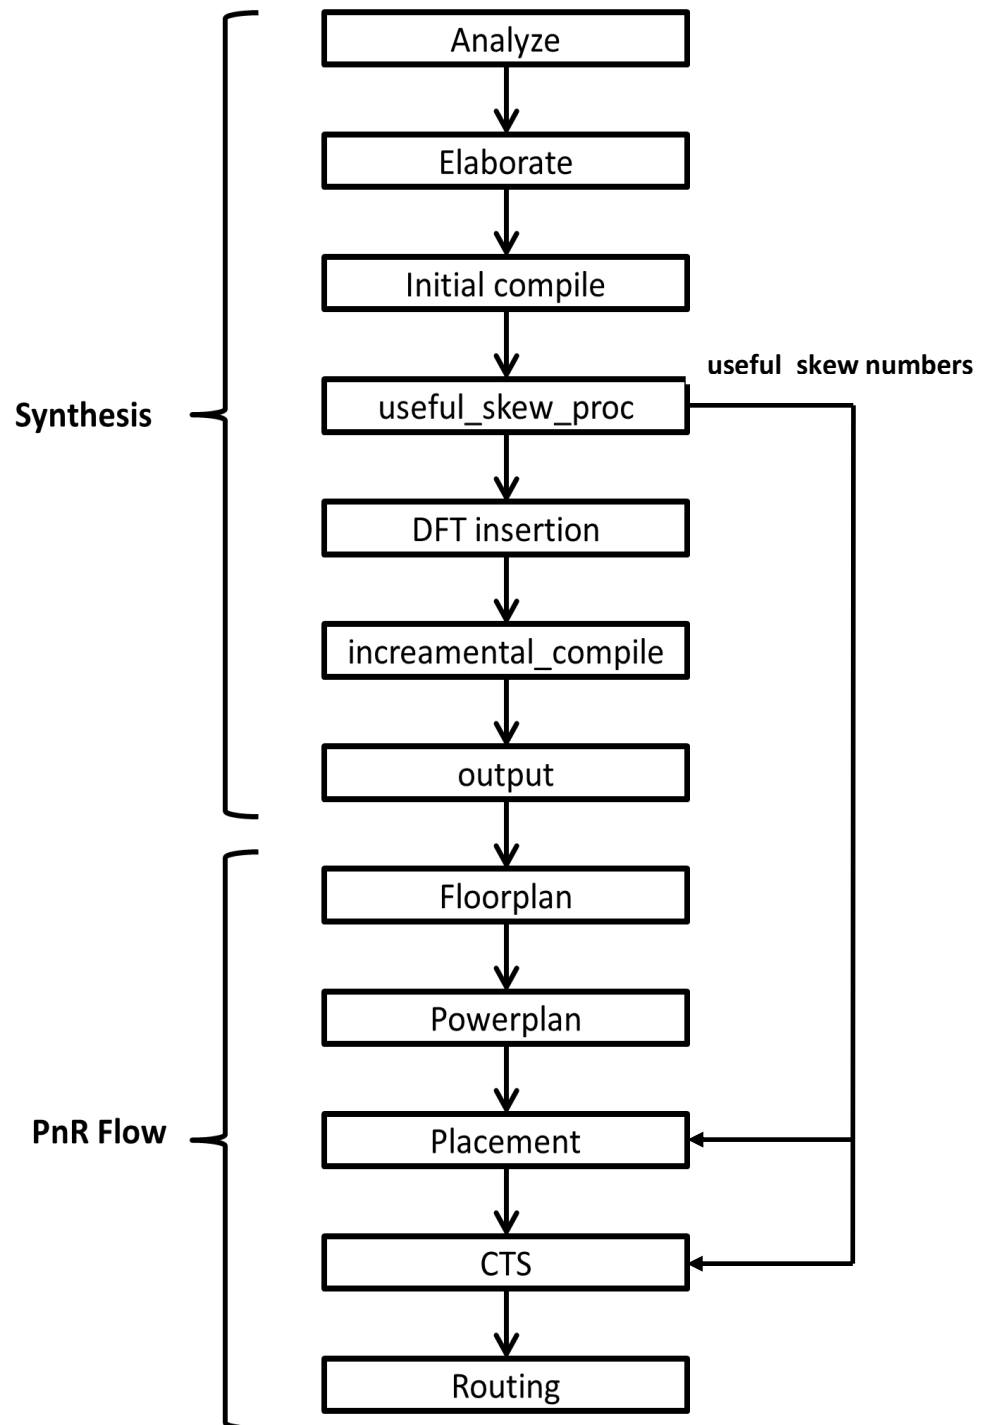 Analyze
Elaborate
Initial compile
useful skew numbers
useful_skew_proc
Synthesis
DFT insertion
increamental_compile
output
Floorplan
Powerplan
PnR Flow
Placement
CTS
Routing